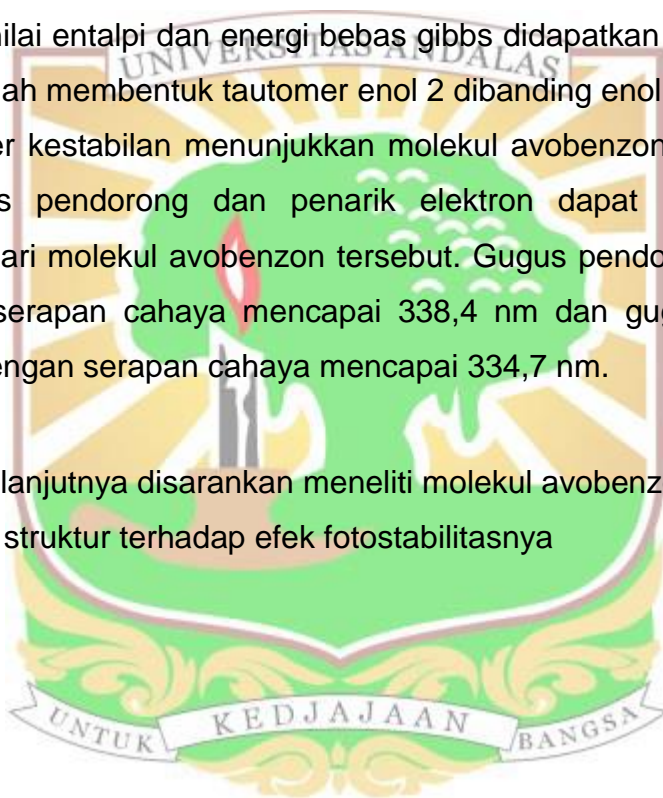 nilai entalpi dan energi bebas gibbs didapatkan
UNIVERSITAS ANDALAS
lah membentuk tautomer enol 2 dibanding enol
er kestabilan menunjukkan molekul avobenzon
s pendorong dan penarik elektron dapat
ari molekul avobenzon tersebut. Gugus pendo
serapan cahaya mencapai 338,4 nm dan gug
engan serapan cahaya mencapai 334,7 nm.
lanjutnya disarankan meneliti molekul avobenz
struktur terhadap efek fotostabilitasnya
UNTUK KEDJAJAAN BANGSA